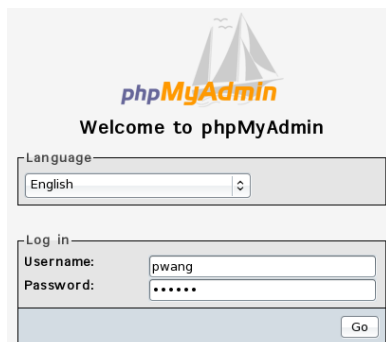 phpMyAdmin
Welcome to phpMyAdmin
Language
English
Log in
Username: pwang
Password: ••••••
Go